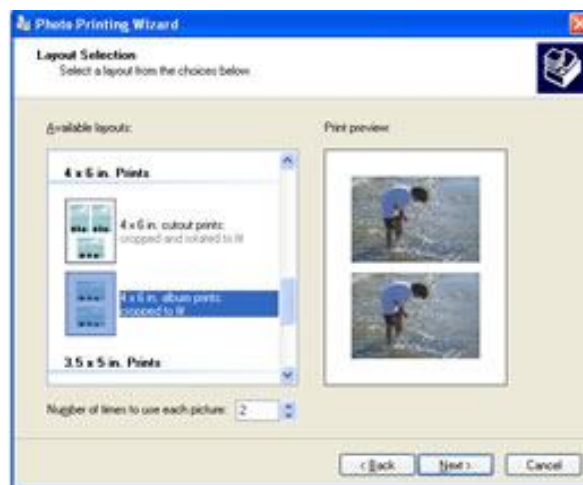 Photo Printing Wizard
Layout Selection
Select a layout from the choices below.
Available layouts:
Print preview:
4 x 6 in. Prints
4 x 6 in. cutout prints:
cropped and rotated to fit
4 x 6 in. album prints:
cropped to fit
3.5 x 5 in. Prints
Number of times to use each picture: 2
< Back
Next >
Cancel